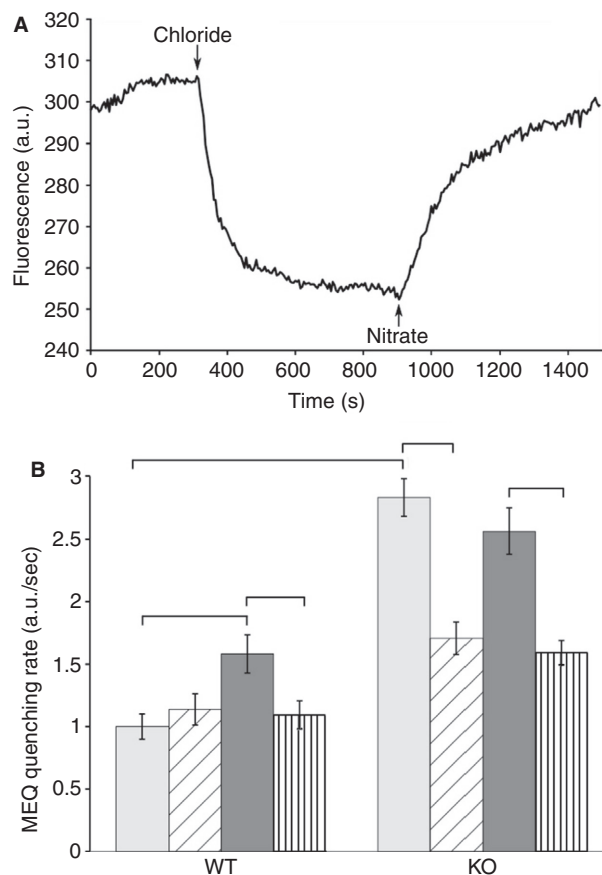 A
320
310
300
290
280
270
260
250
240
Fluorescence (a.u.)
Chloride
Nitrate
0 200 400 600 800 1000 1200 1400
Time (s)
B
3
2.5
2
1.5
1
0.5
0
MEQ quenching rate (a.u./sec)
WT KO